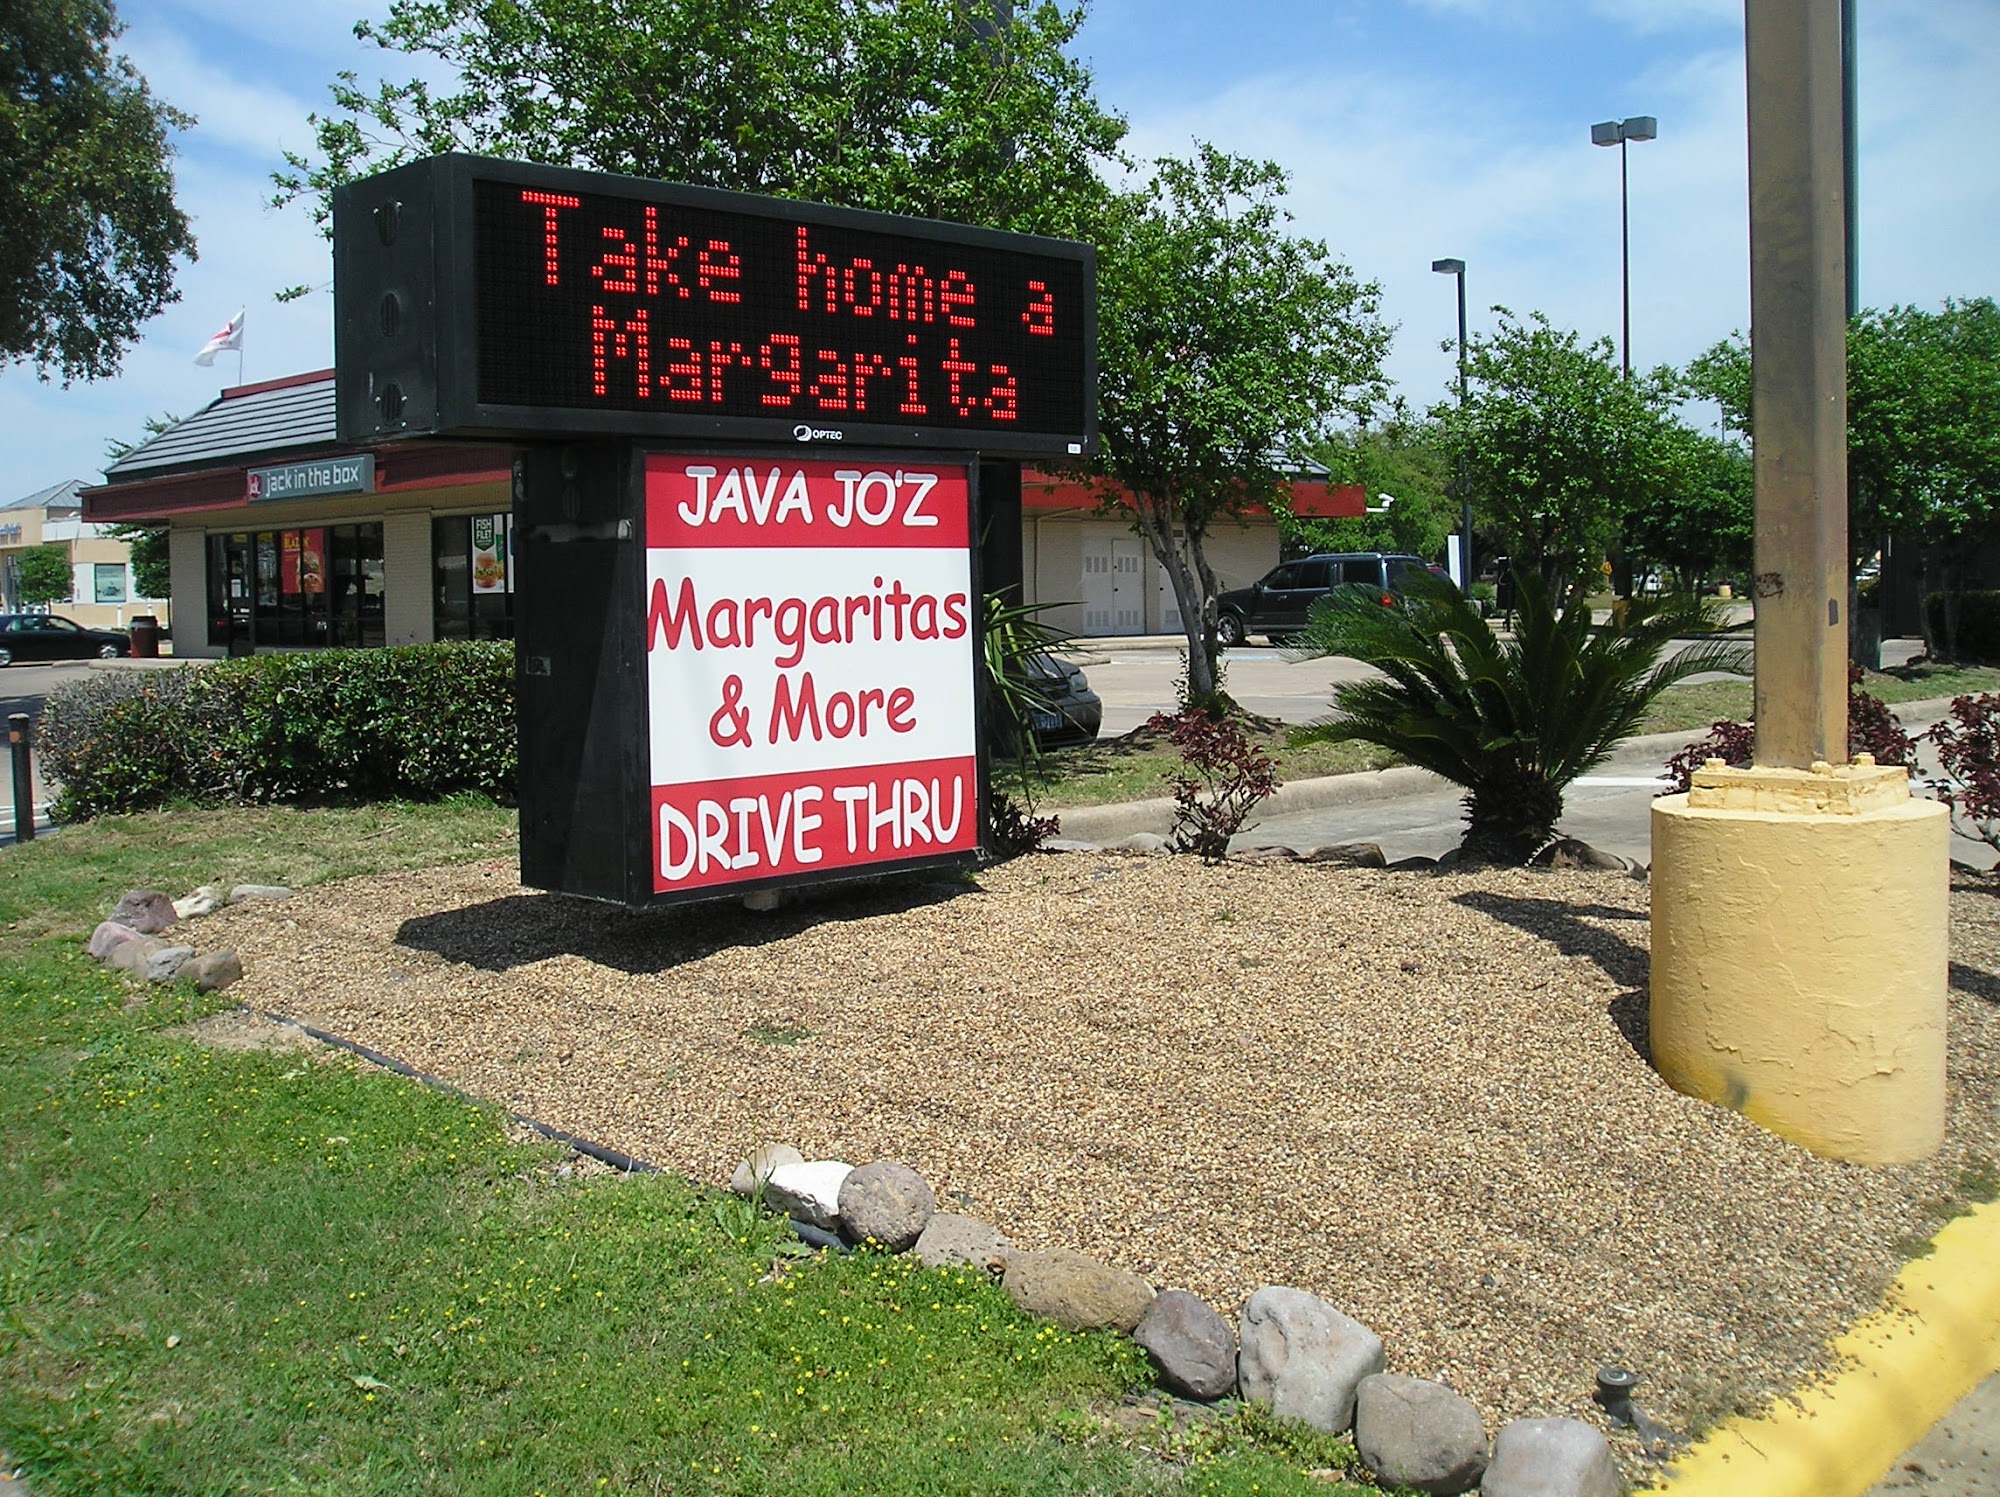 Take home a
Margarita
OPTEC
JAVA JO'Z
Margaritas
& More
DRIVE THRU
jack in the box
FISH
FILET